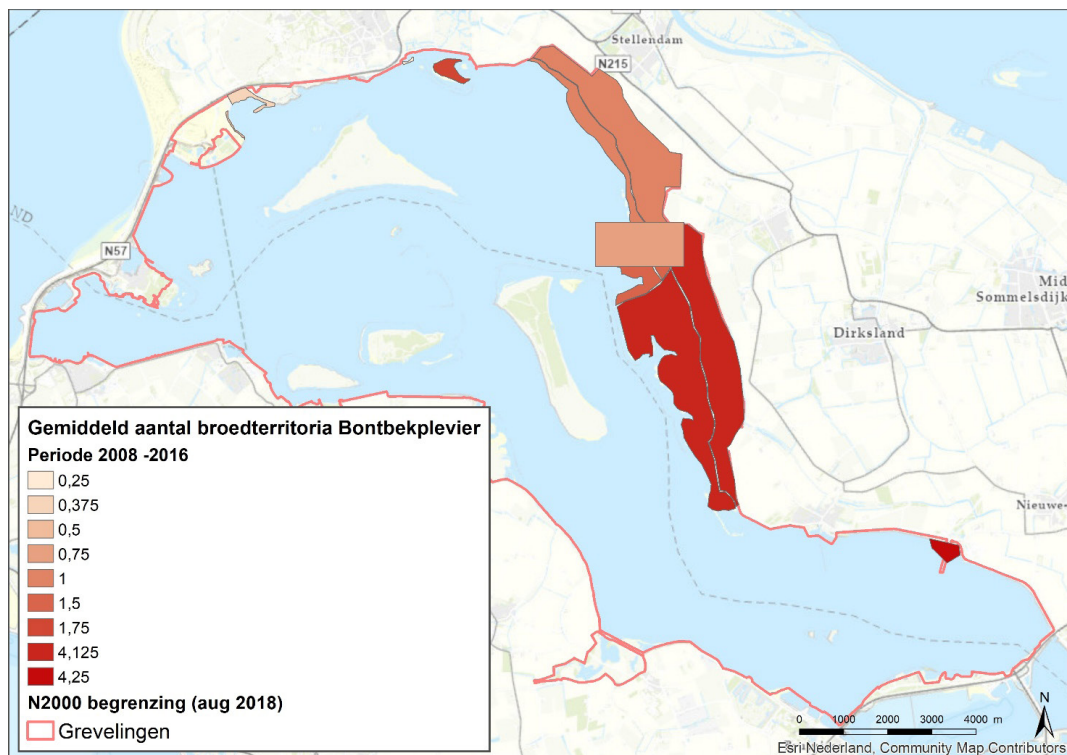 Stellendam
N215
ND
N57
Mid
Sommelsdijk
Dirksland
Nieuwe-
Gemiddeld aantal broedterritoria Bontbekplevier
Periode 2008 -2016
0,25
0,375
0,5
0,75
1
1,5
1,75
4,125
4,25
N2000 begrenzing (aug 2018)
Grevelingen
N
0 1000 2000 3000 4000 m
Esri Nederland, Community Map Contributors